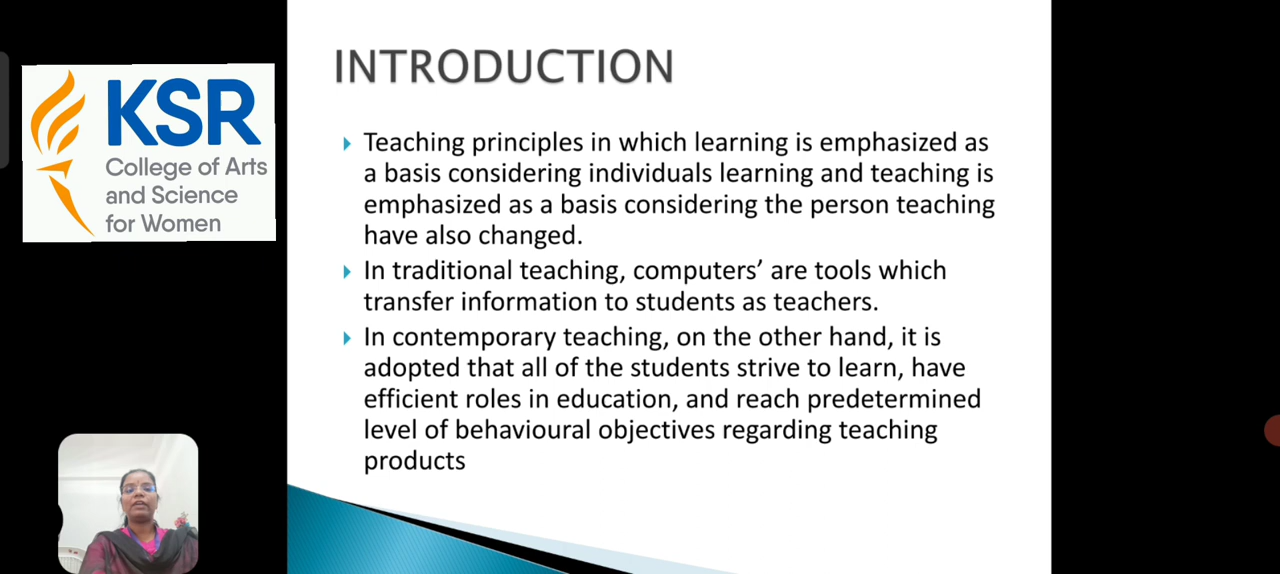 KSR
College of Arts
and Science
for Women
INTRODUCTION
Teaching principles in which learning is emphasized as
a basis considering individuals learning and teaching is
emphasized as a basis considering the person teaching
have also changed.
In traditional teaching, computers’ are tools which
transfer information to students as teachers.
In contemporary teaching, on the other hand, it is
adopted that all of the students strive to learn, have
efficient roles in education, and reach predetermined
level of behavioural objectives regarding teaching
products